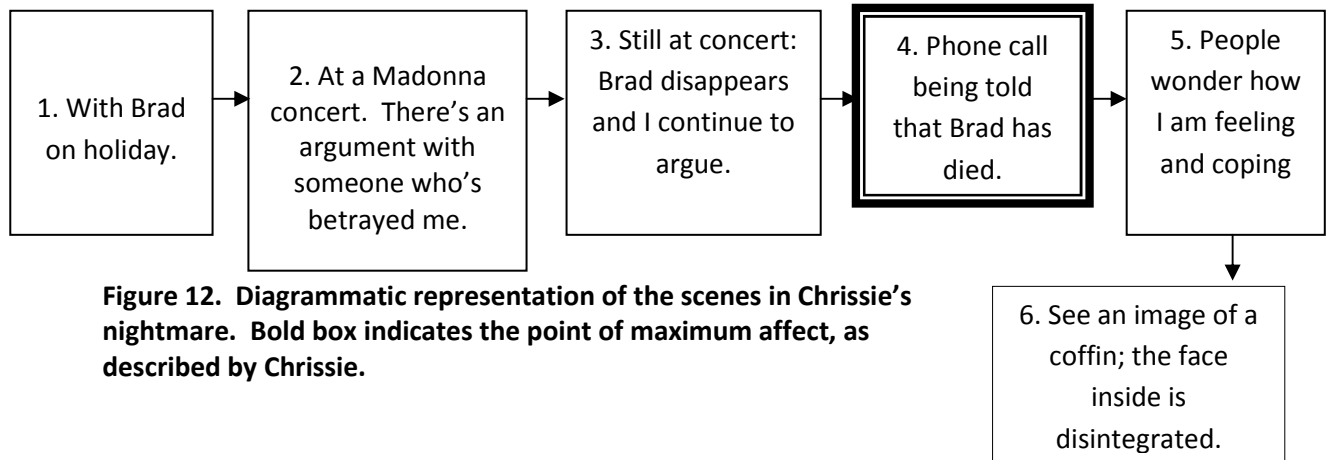 1. With Brad
on holiday.
2. At a Madonna
concert.  There’s an
argument with
someone who’s
betrayed me.
3. Still at concert:
Brad disappears
and I continue to
argue.
4. Phone call
being told
that Brad has
died.
5. People
wonder how
I am feeling
and coping
6. See an image of a
coffin; the face
inside is
disintegrated.
Figure 12.  Diagrammatic representation of the scenes in Chrissie’s
nightmare.  Bold box indicates the point of maximum affect, as
described by Chrissie.